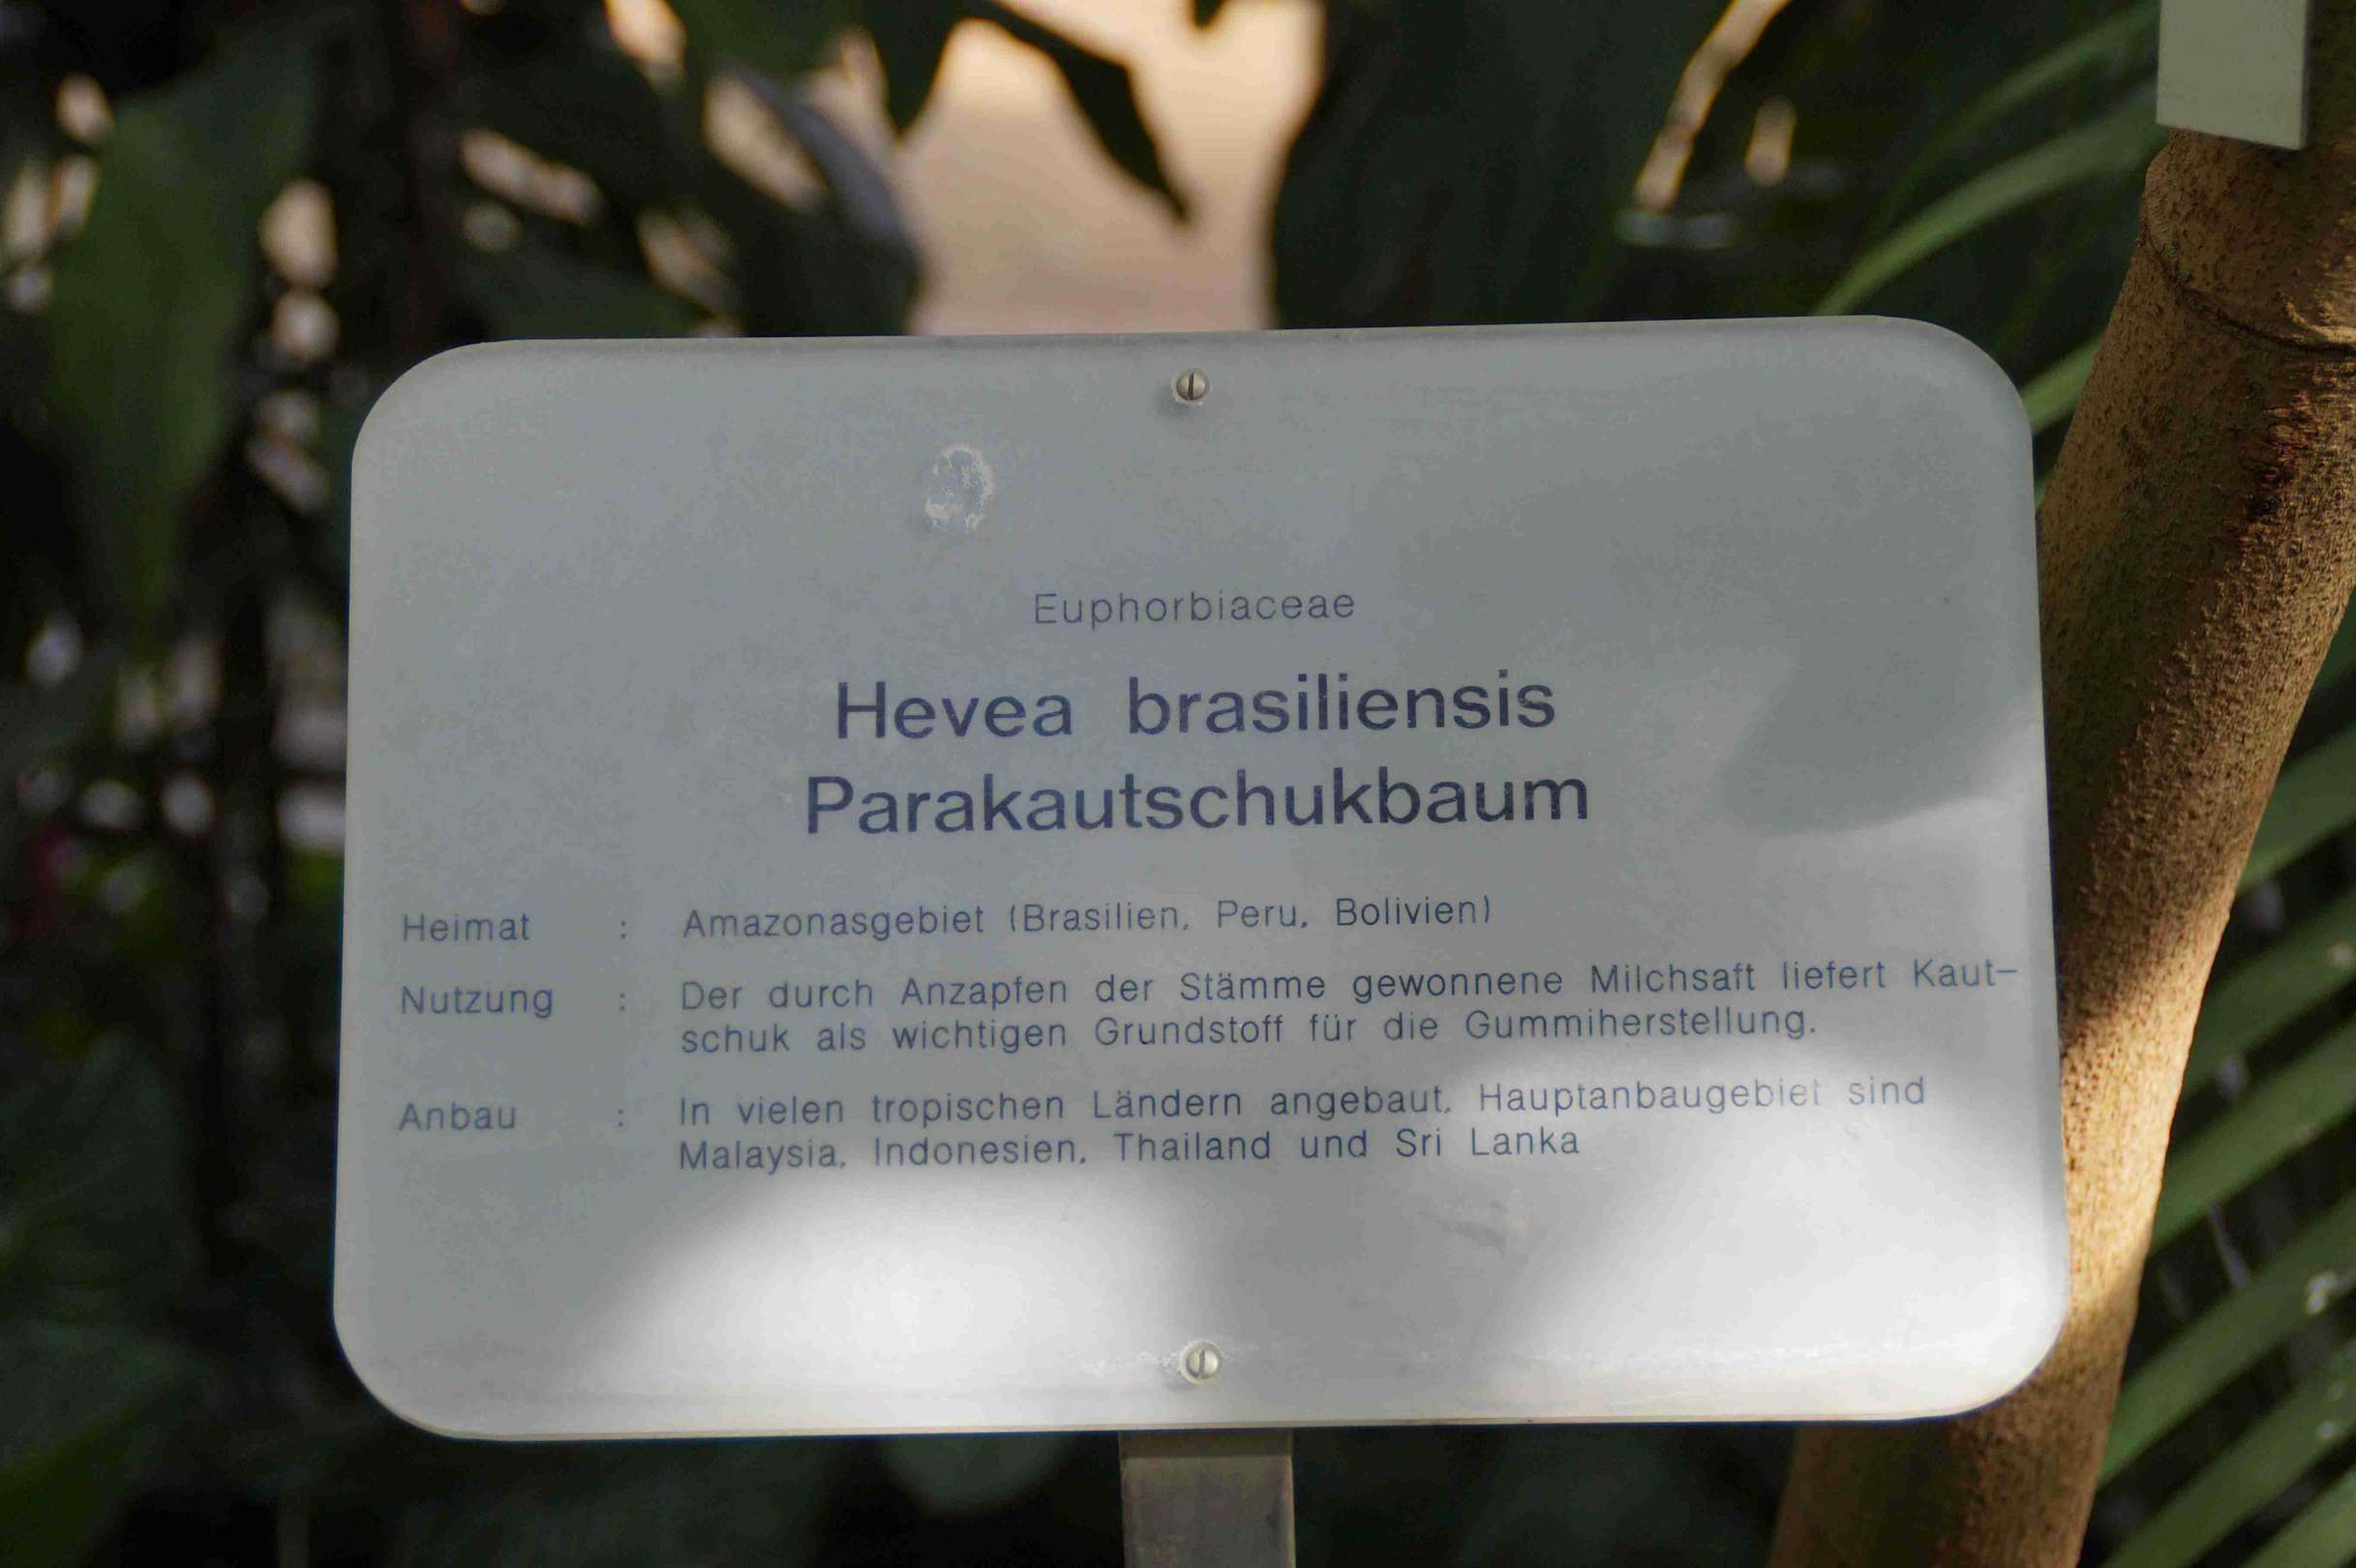 Euphorbiaceae
Hevea brasiliensis
Parakautschukbaum
Heimat : Amazonasgebiet (Brasilien, Peru, Bolivien)
Nutzung : Der durch Anzapfen der Stämme gewonnene Milchsaft liefert Kaut-
schuk als wichtigen Grundstoff für die Gummiherstellung.
Anbau : In vielen tropischen Ländern angebaut. Hauptanbaugebiet sind
Malaysia, Indonesien, Thailand und Sri Lanka